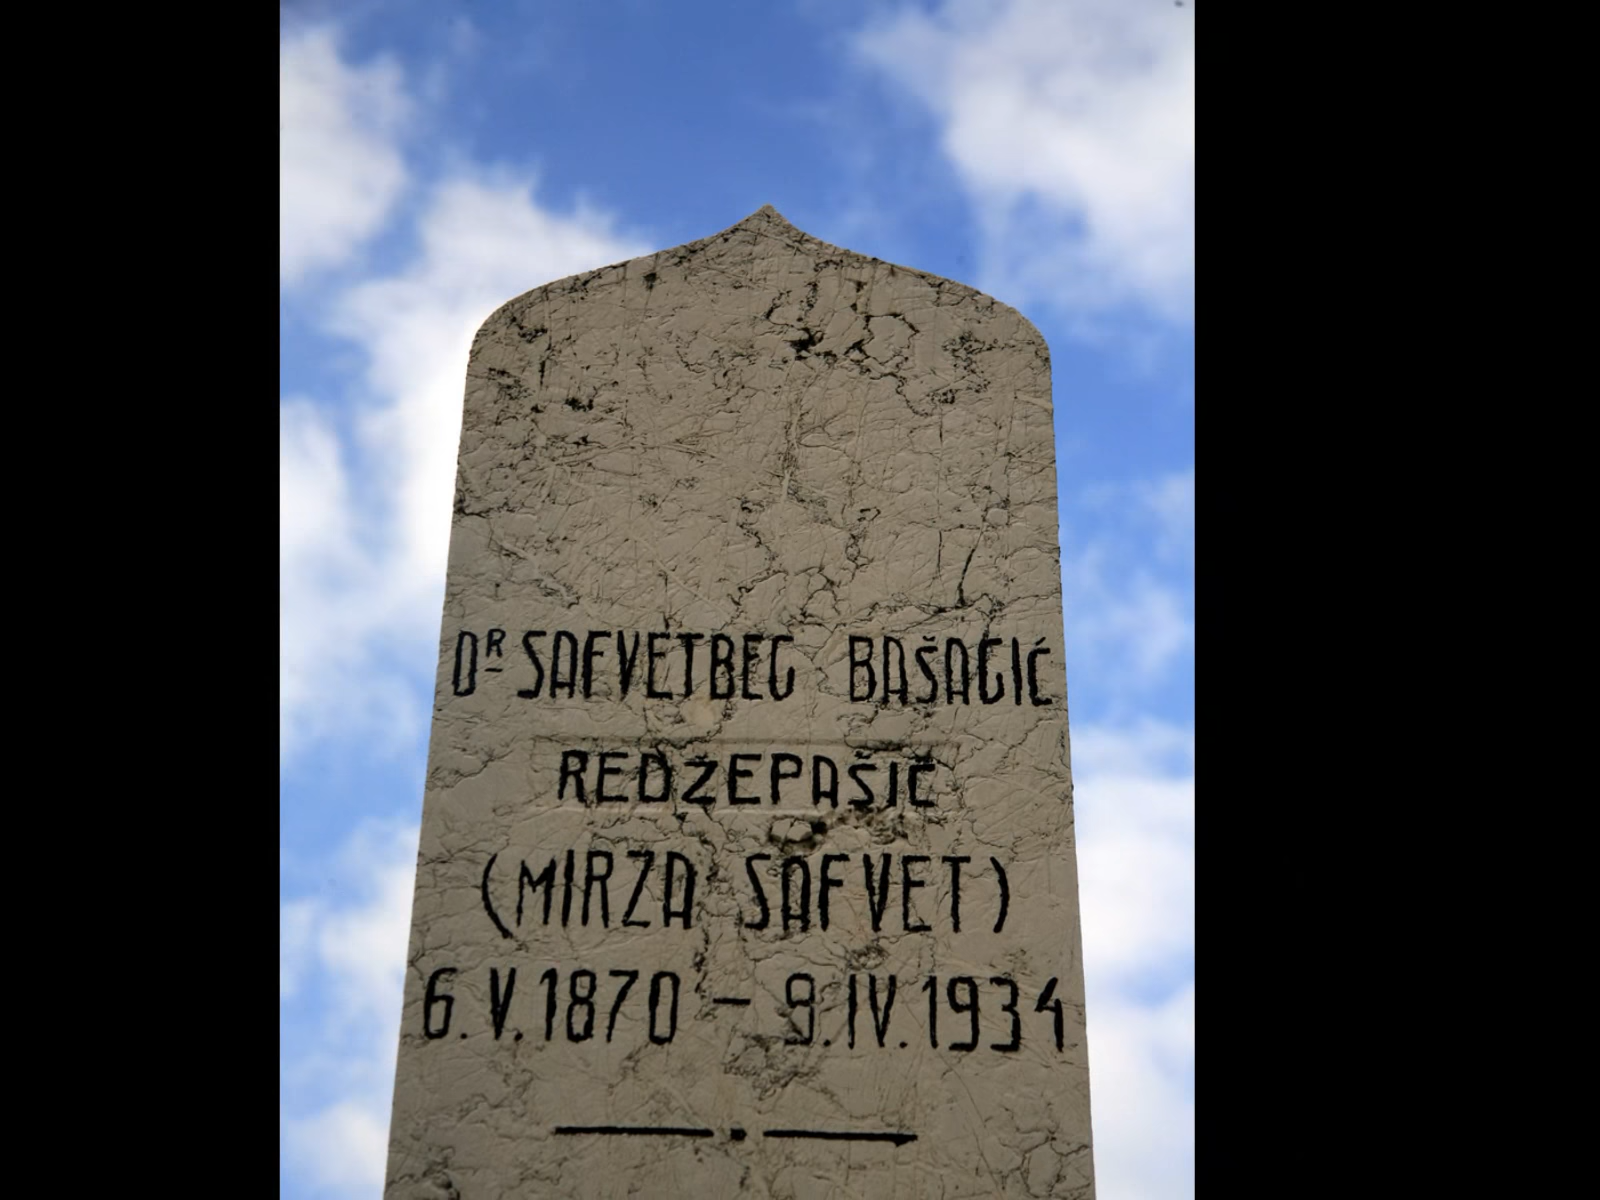 Dᴿ SAFVETBEG BAŠAGIĆ
REDŽEPAŠIĆ
(MIRZA SAFVET)
6.V.1870 – 9.IV.1934